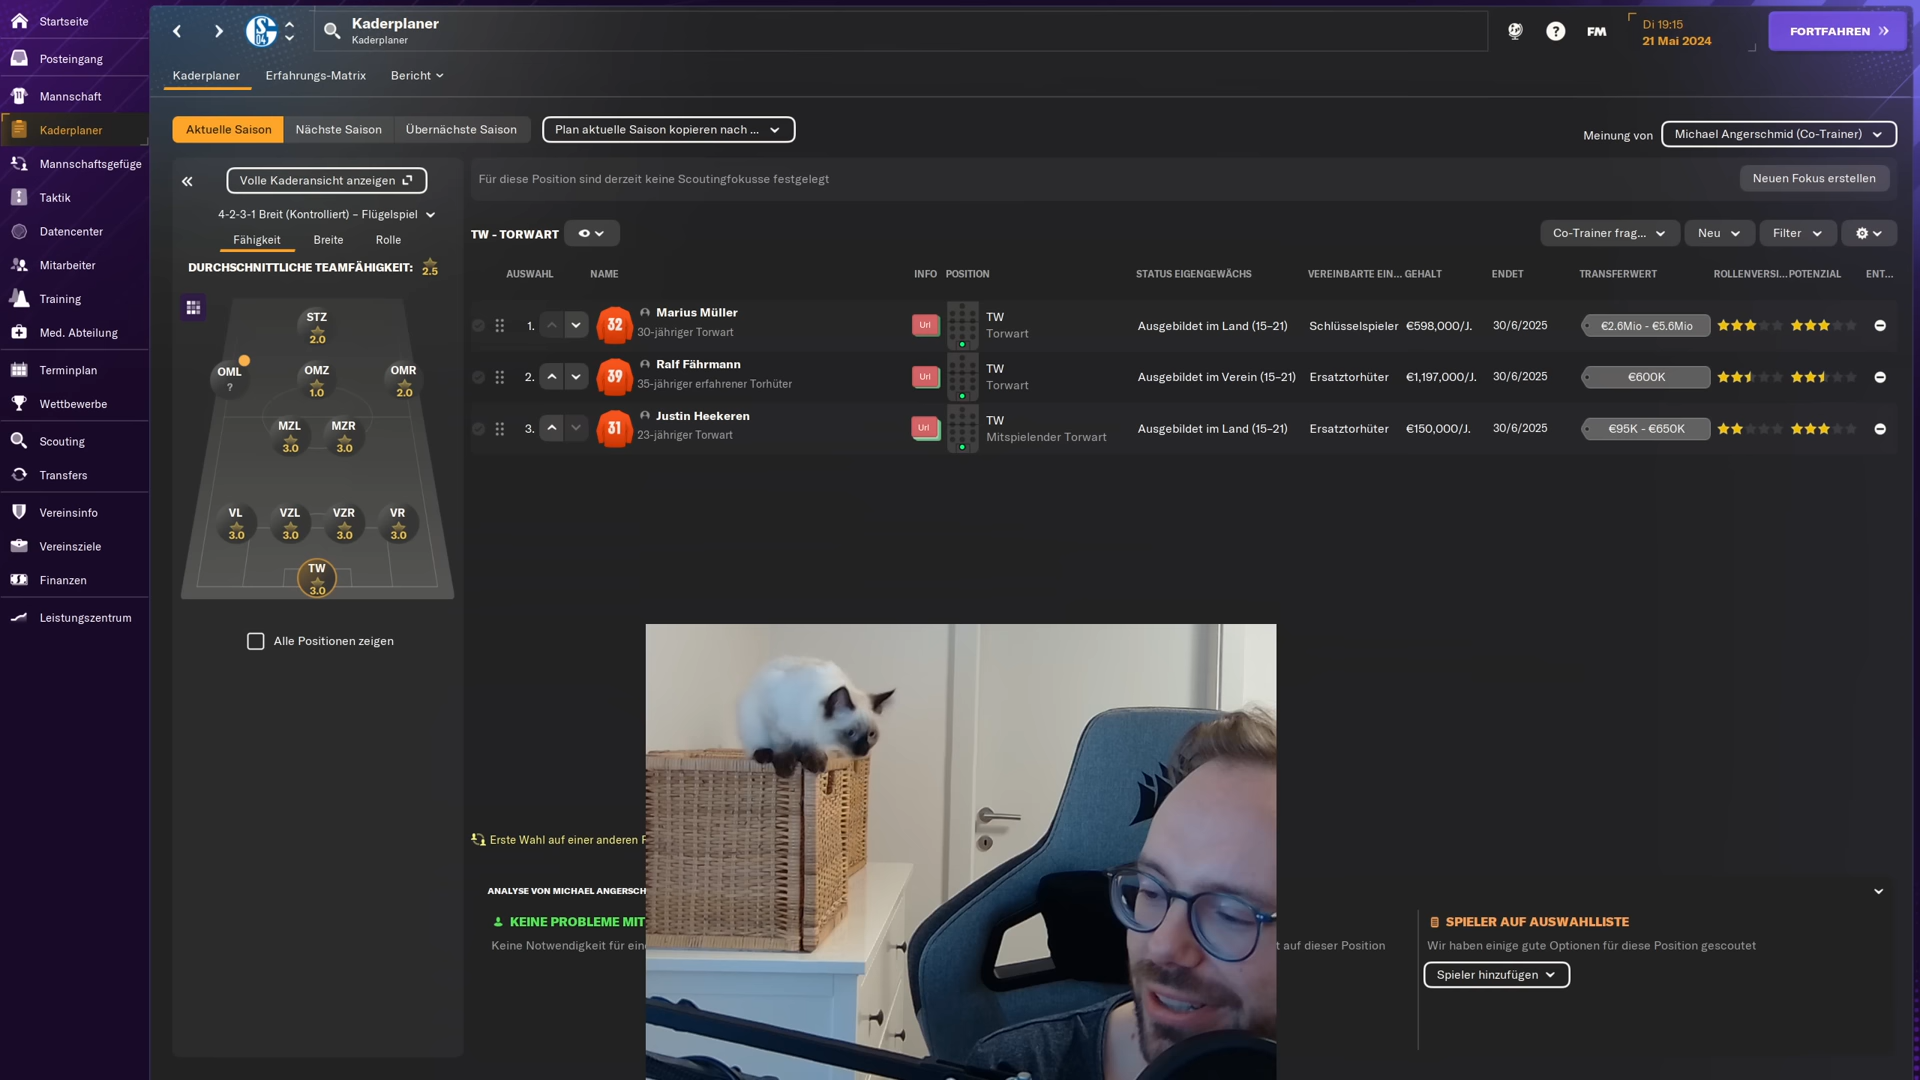 Startseite
Posteingang
Mannschaft
Kaderplaner
Mannschaftsgefüge
Taktik
Datencenter
Mitarbeiter
Training
Med. Abteilung
Terminplan
Wettbewerbe
Scouting
Transfers
Vereinsinfo
Vereinsziele
Finanzen
Leistungszentrum
Kaderplaner
Kaderplaner
FM
Di 19:15
21 Mai 2024
FORTFAHREN
Kaderplaner Erfahrungs-Matrix Bericht
Aktuelle Saison Nächste Saison Übernächste Saison Plan aktuelle Saison kopieren nach ...
Meinung von Michael Angerschmid (Co-Trainer)
Volle Kaderansicht anzeigen
4-2-3-1 Breit (Kontrolliert) – Flügelspiel
Fähigkeit Breite Rolle
DURCHSCHNITTLICHE TEAMFÄHIGKEIT: 2.5
STZ
2.0
OML
?
OMZ
1.0
OMR
2.0
MZL
3.0
MZR
3.0
VL
3.0
VZL
3.0
VZR
3.0
VR
3.0
TW
3.0
Alle Positionen zeigen
Für diese Position sind derzeit keine Scoutingfokusse festgelegt
Neuen Fokus erstellen
TW - TORWART
Co-Trainer frag... Neu Filter
AUSWAHL NAME INFO POSITION STATUS EIGENGEWÄCHS VEREINBARTE EIN... GEHALT ENDET TRANSFERWERT ROLLENVERSI... POTENZIAL ENT...
1. 32 Marius Müller
30-jähriger Torwart
Url TW
Torwart
Ausgebildet im Land (15–21) Schlüsselspieler €598,000/J. 30/6/2025 €2.6Mio - €5.6Mio
2. 39 Ralf Fährmann
35-jähriger erfahrener Torhüter
Url TW
Torwart
Ausgebildet im Verein (15–21) Ersatztorhüter €1,197,000/J. 30/6/2025 €600K
3. 31 Justin Heekeren
23-jähriger Torwart
Url TW
Mitspielender Torwart
Ausgebildet im Land (15–21) Ersatztorhüter €150,000/J. 30/6/2025 €95K - €650K
Erste Wahl auf einer anderen
ANALYSE VON MICHAEL ANGERSCH
KEINE PROBLEME MIT
Keine Notwendigkeit für ein
t auf dieser Position
SPIELER AUF AUSWAHLLISTE
Wir haben einige gute Optionen für diese Position gescoutet
Spieler hinzufügen